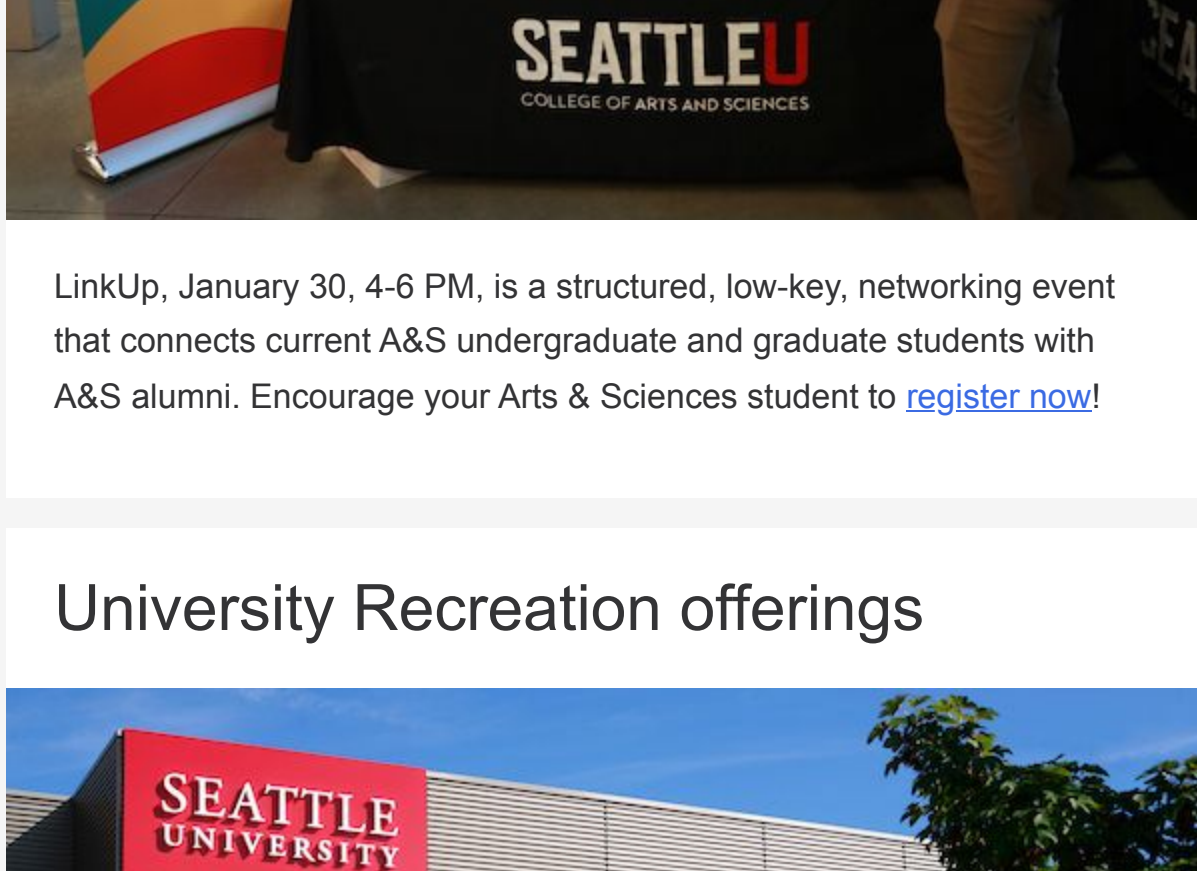 SEATTLEU
COLLEGE OF ARTS AND SCIENCES
LinkUp, January 30, 4-6 PM, is a structured, low-key, networking event
that connects current A&S undergraduate and graduate students with
A&S alumni. Encourage your Arts & Sciences student to register now!
University Recreation offerings
SEATTLE
UNIVERSITY